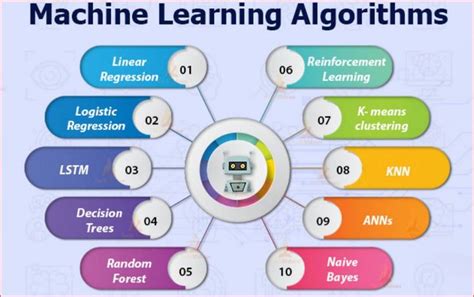 Machine Learning Algorithms
Linear
Regression
01
Logistic
Regression
02
LSTM
03
Decision
Trees
04
Random
Forest
05
06
Reinforcement
Learning
07
K- means
clustering
08
KNN
09
ANNs
10
Naive
Bayes